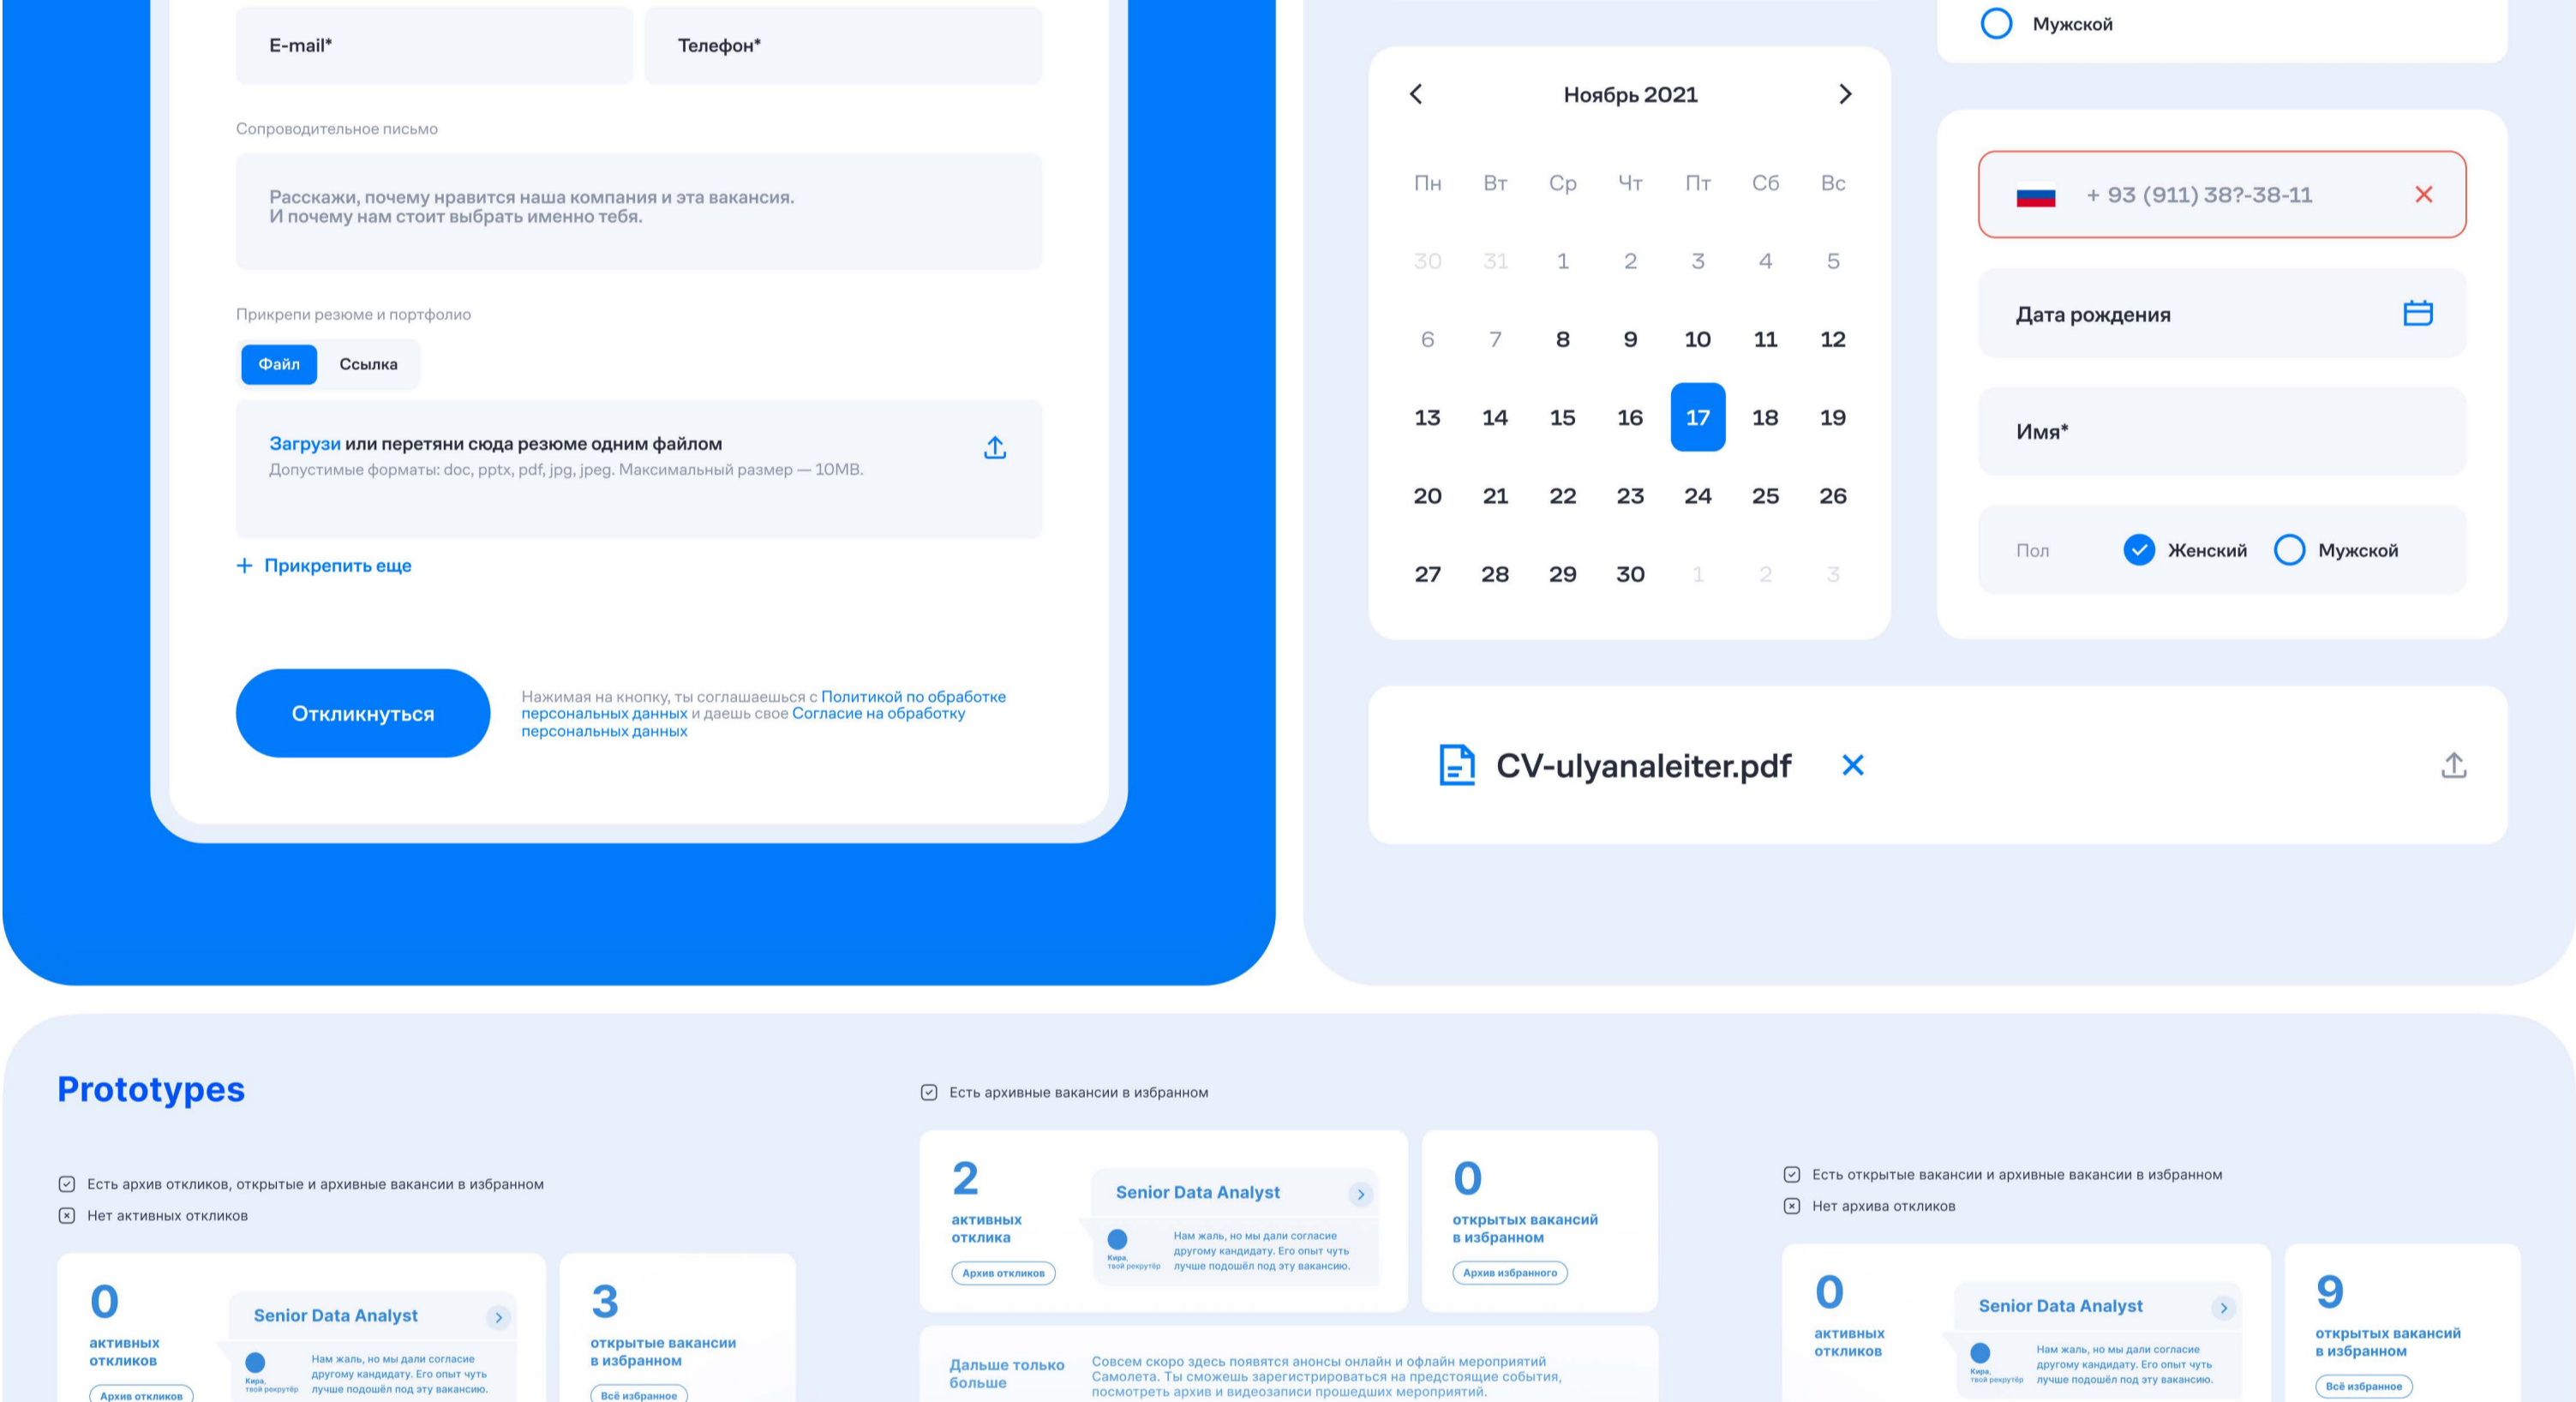 E-mail*
Телефон*
Сопроводительное письмо
Расскажи, почему нравится наша компания и эта вакансия.
И почему нам стоит выбрать именно тебя.
Прикрепи резюме и портфолио
Файл
Ссылка
Загрузи или перетяни сюда резюме одним файлом
Допустимые форматы: doc, pptx, pdf, jpg, jpeg. Максимальный размер — 10MB.
+ Прикрепить еще
Откликнуться
Нажимая на кнопку, ты соглашаешься с Политикой по обработке
персональных данных и даешь свое Согласие на обработку
персональных данных
Ноябрь 2021
Пн Вт Ср Чт Пт Сб Вс
30 31 1 2 3 4 5
6 7 8 9 10 11 12
13 14 15 16 17 18 19
20 21 22 23 24 25 26
27 28 29 30 1 2 3
Мужской
+ 93 (911) 38?-38-11
Дата рождения
Имя*
Пол
Женский
Мужской
CV-ulyanaleiter.pdf
Prototypes
Есть архив откликов, открытые и архивные вакансии в избранном
Нет активных откликов
0
активных
откликов
Архив откликов
Senior Data Analyst
Кира,
твой рекрутёр
Нам жаль, но мы дали согласие
другому кандидату. Его опыт чуть
лучше подошёл под эту вакансию.
3
открытые вакансии
в избранном
Всё избранное
Есть архивные вакансии в избранном
2
активных
отклика
Архив откликов
Senior Data Analyst
Кира,
твой рекрутёр
Нам жаль, но мы дали согласие
другому кандидату. Его опыт чуть
лучше подошёл под эту вакансию.
0
открытых вакансий
в избранном
Архив избранного
Дальше только
больше
Совсем скоро здесь появятся анонсы онлайн и офлайн мероприятий
Самолета. Ты сможешь зарегистрироваться на предстоящие события,
посмотреть архив и видеозаписи прошедших мероприятий.
Есть открытые вакансии и архивные вакансии в избранном
Нет архива откликов
0
активных
откликов
Senior Data Analyst
Кира,
твой рекрутёр
Нам жаль, но мы дали согласие
другому кандидату. Его опыт чуть
лучше подошёл под эту вакансию.
9
открытых вакансий
в избранном
Всё избранное